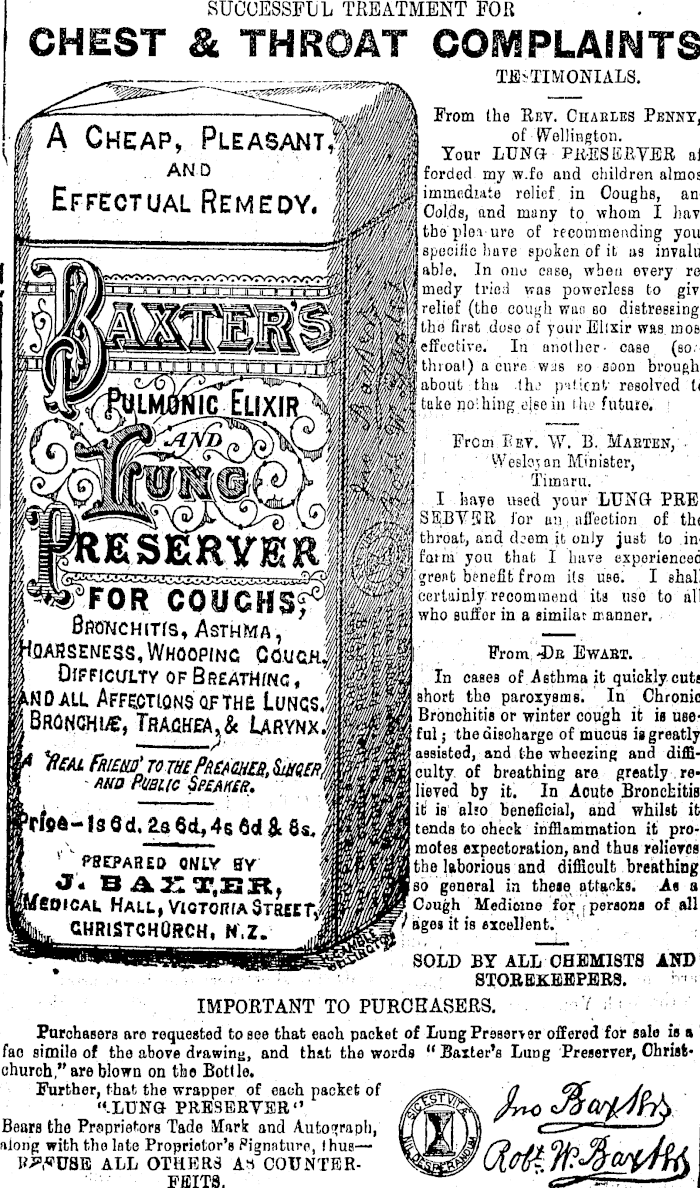 SUCCESSFUL TREATMENT FOR
CHEST & THROAT COMPLAINTS
A CHEAP, PLEASANT,
AND
EFFECTUAL REMEDY.
BAXTER'S
PULMONIC ELIXIR
AND
LUNG
PRESERVER
FOR COUGHS,
BRONCHITIS, ASTHMA,
HOARSENESS, WHOOPING COUGH,
DIFFICULTY OF BREATHING,
AND ALL AFFECTIONS OF THE LUNGS,
BRONCHIÆ, TRACHEA, & LARYNX.
A 'REAL FRIEND' TO THE PREACHER, SINGER,
AND PUBLIC SPEAKER.
Price—1s 6d. 2s 6d, 4s 6d & 8s.
PREPARED ONLY BY
J. BAXTER,
MEDICAL HALL, VICTORIA STREET,
CHRISTCHURCH, N.Z.
TESTIMONIALS.
From the REV. CHARLES PENNY,
of Wellington.
Your LUNG PRESERVER af
forded my wife and children almos
immediate relief in Coughs, an
Colds, and many to whom I hav
the pleasure of recommending you
specific have spoken of it as invalu
able. In one case, when every re
medy tried was powerless to giv
relief (the cough was so distressing
the first dose of your Elixir was mos
effective. In another case (so
throat) a cure was so soon brough
about tha the patient resolved t
take nothing else in the future.
From REV. W. B. MARTEN,
Wesleyan Minister,
Timaru.
I have used your LUNG PRE
SERVER for an affection of the
throat, and deem it only just to in
form you that I have experienced
great benefit from its use. I shal
certainly recommend its use to all
who suffer in a similar manner.
From DR EWART.
In cases of Asthma it quickly cuts
short the paroxysms. In Chronic
Bronchitis or winter cough it is use-
ful; the discharge of mucus is greatly
assisted, and the wheezing and diffi-
culty of breathing are greatly re-
lieved by it. In Acute Bronchitis
it is also beneficial, and whilst it
tends to check inflammation it pro-
motes expectoration, and thus relieves
the laborious and difficult breathing
so general in these attacks. As a
Cough Medicine for persons of all
ages it is excellent.
SOLD BY ALL CHEMISTS AND
STOREKEEPERS.
IMPORTANT TO PURCHASERS.
Purchasers are requested to see that each packet of Lung Preserver offered for sale is a
fac simile of the above drawing, and that the words "Baxter's Lung Preserver, Christ-
church," are blown on the Bottle.
Further, that the wrapper of each packet of
"LUNG PRESERVER"
Bears the Proprietors Tade Mark and Autograph,
along with the late Proprietor's Signature, thus—
REFUSE ALL OTHERS AS COUNTER-
FEITS.
SIC EST VITA
NIL DESPERANDUM
Jno Baxter
Robt. W. Baxter